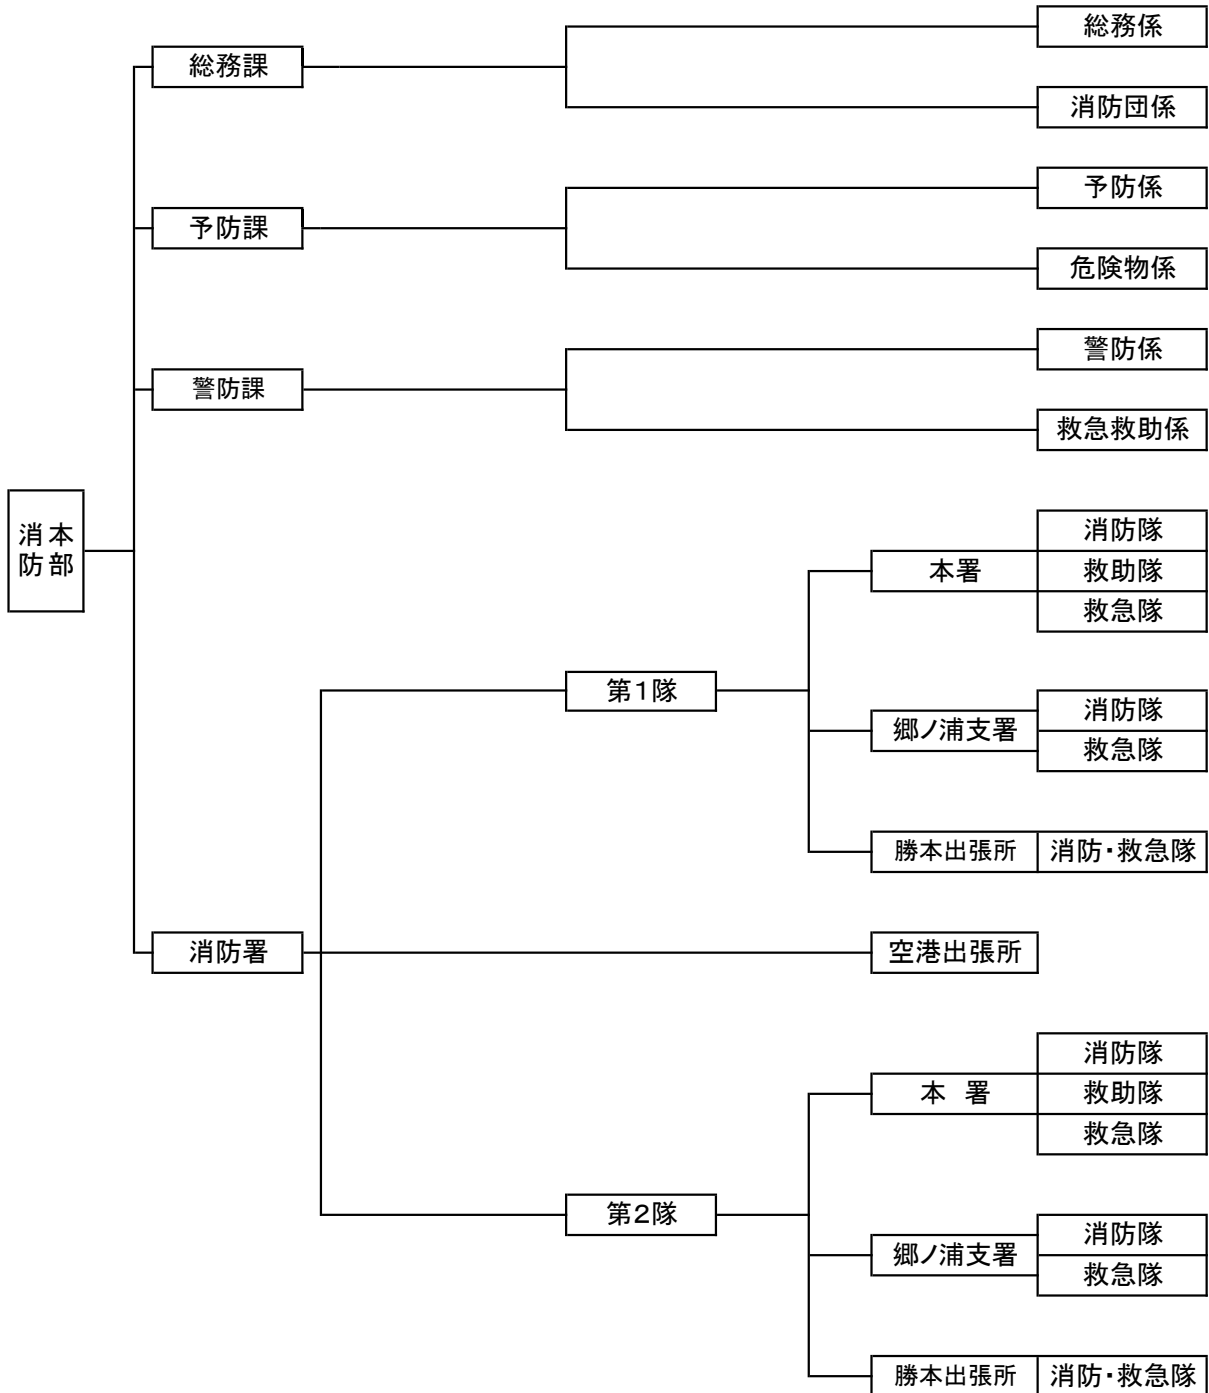 総務係
総務課
消防団係
予防係
予防課
危険物係
警防係
警防課
救急救助係
消防
本部
消防隊
本署
救助隊
救急隊
第1隊
郷ノ浦支署
消防隊
救急隊
勝本出張所
消防・救急隊
消防署
空港出張所
消防隊
本 署
救助隊
救急隊
第2隊
郷ノ浦支署
消防隊
救急隊
勝本出張所
消防・救急隊